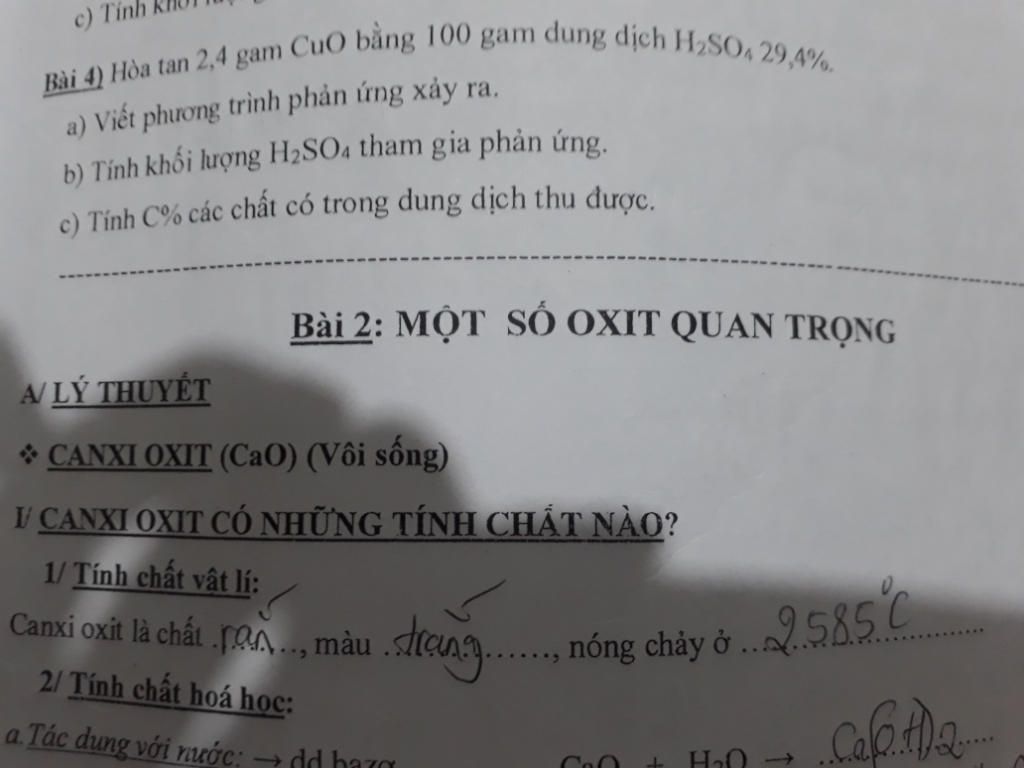 c) Tính khối
Bài 4) Hòa tan 2,4 gam CuO bằng 100 gam dung dịch H₂SO₄ 29,4%.
a) Viết phương trình phản ứng xảy ra.
b) Tính khối lượng H₂SO₄ tham gia phản ứng.
c) Tính C% các chất có trong dung dịch thu được.
Bài 2: MỘT SỐ OXIT QUAN TRỌNG
A/ LÝ THUYẾT
❖ CANXI OXIT (CaO) (Vôi sống)
I/ CANXI OXIT CÓ NHỮNG TÍNH CHẤT NÀO?
1/ Tính chất vật lí:
Canxi oxit là chất rắn..., màu ...trắng......, nóng chảy ở ...2585°C...
2/ Tính chất hoá học:
a. Tác dụng với nước: → dd bazơ CaO + H₂O → ...Ca(OH)2....